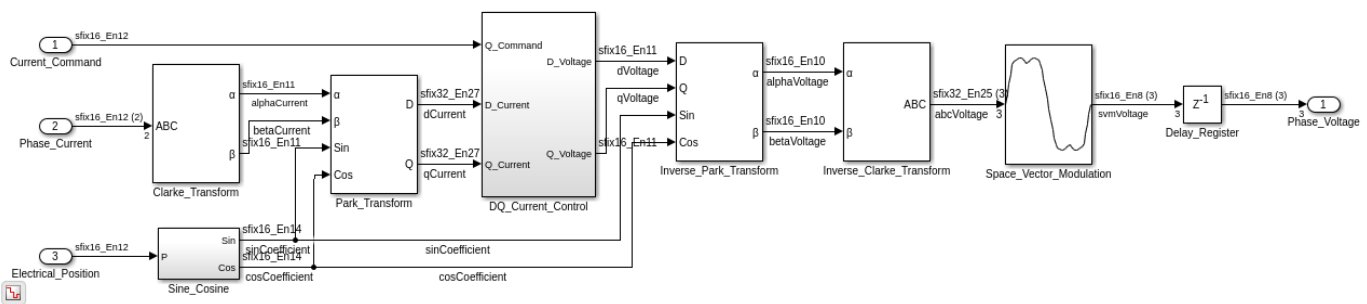 1
sfix16_En12
Current_Command
2
sfix16_En12 (2)
2
Phase_Current
3
sfix16_En12
Electrical_Position
ABC
α
β
Clarke_Transform
sfix16_En11
alphaCurrent
betaCurrent
sfix16_En11
P
Sin
Cos
Sine_Cosine
sfix16_En14
sinCoefficient
sfix16_En14
cosCoefficient
sinCoefficient
cosCoefficient
α
β
Sin
Cos
D
Q
Park_Transform
sfix32_En27
dCurrent
sfix32_En27
qCurrent
Q_Command
D_Current
Q_Current
D_Voltage
Q_Voltage
DQ_Current_Control
sfix16_En11
dVoltage
qVoltage
sfix16_En11
D
Q
Sin
Cos
α
β
Inverse_Park_Transform
sfix16_En10
alphaVoltage
sfix16_En10
betaVoltage
α
β
ABC
Inverse_Clarke_Transform
sfix32_En25 (3)
abcVoltage
3
Space_Vector_Modulation
sfix16_En8 (3)
svmVoltage
3
Z-1
Delay_Register
sfix16_En8 (3)
3
1
Phase_Voltage